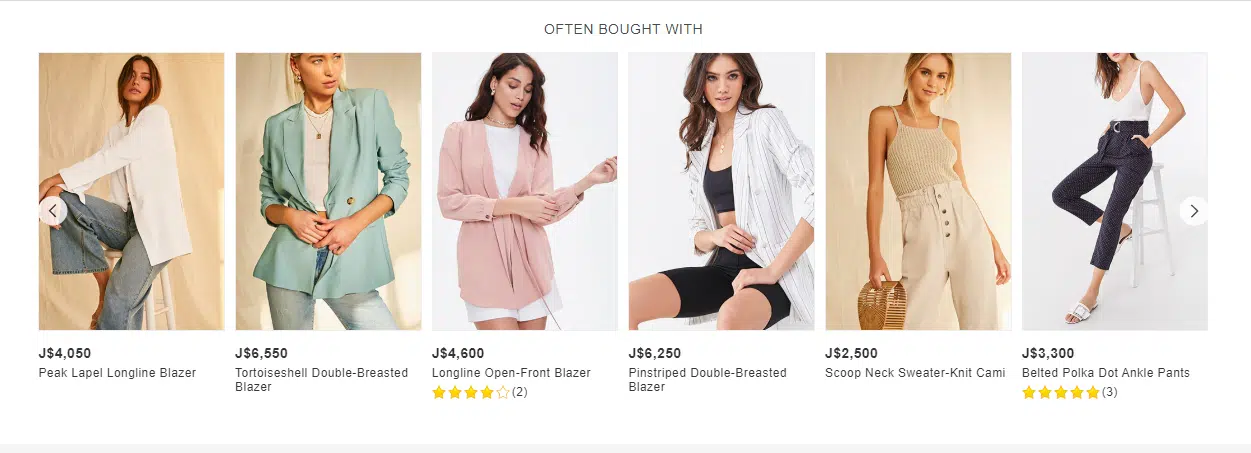 OFTEN BOUGHT WITH
J$4,050
Peak Lapel Longline Blazer
J$6,550
Tortoiseshell Double-Breasted
Blazer
J$4,600
Longline Open-Front Blazer
(2)
J$6,250
Pinstriped Double-Breasted
Blazer
J$2,500
Scoop Neck Sweater-Knit Cami
J$3,300
Belted Polka Dot Ankle Pants
(3)